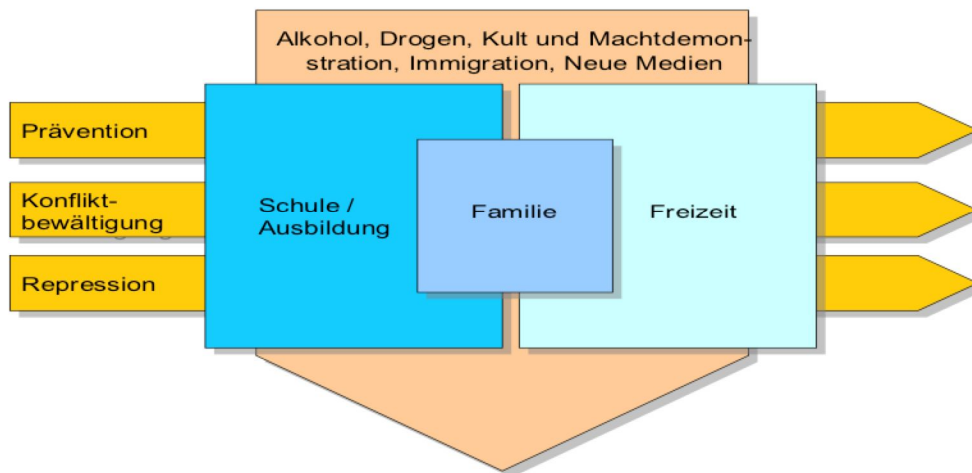 Alkohol, Drogen, Kult und Machtdemon-
stration, Immigration, Neue Medien
Prävention
Konflikt-
bewältigung
Repression
Schule /
Ausbildung
Familie
Freizeit